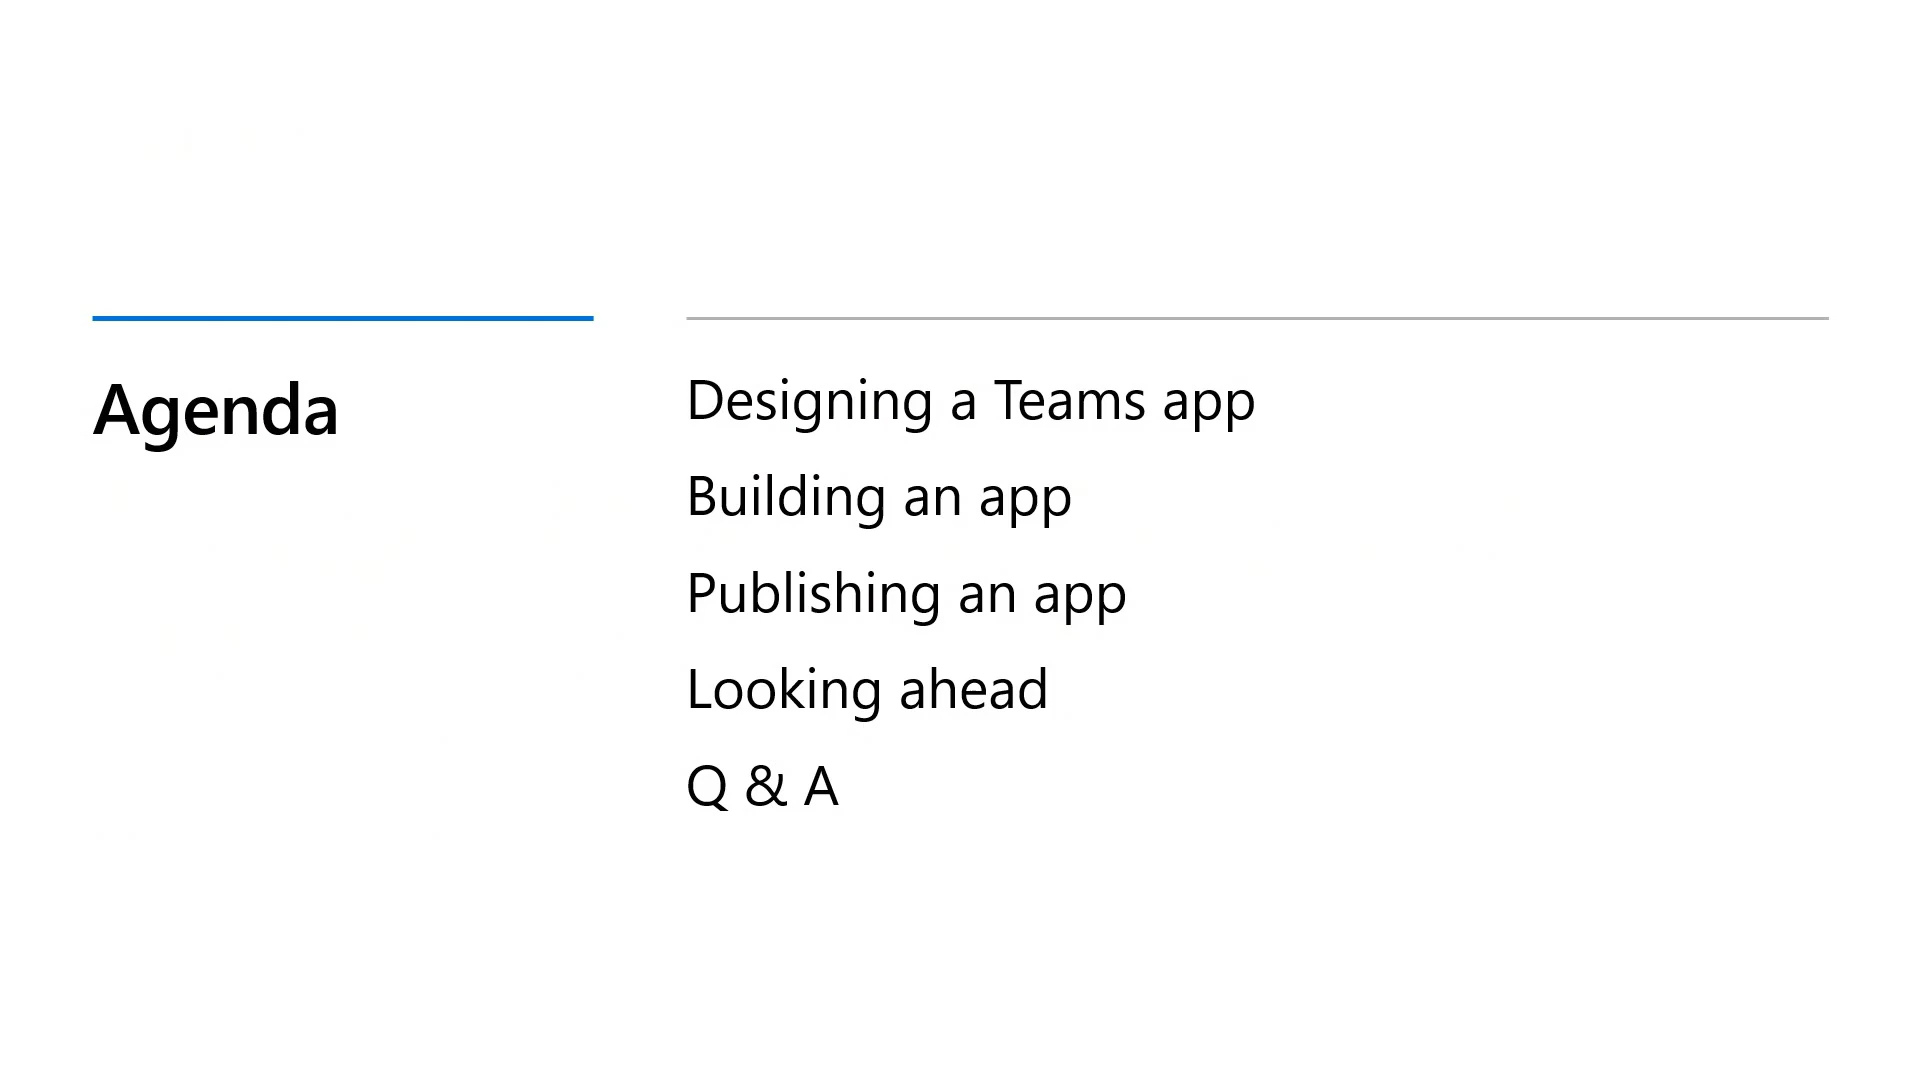 Agenda
Designing a Teams app
Building an app
Publishing an app
Looking ahead
Q & A